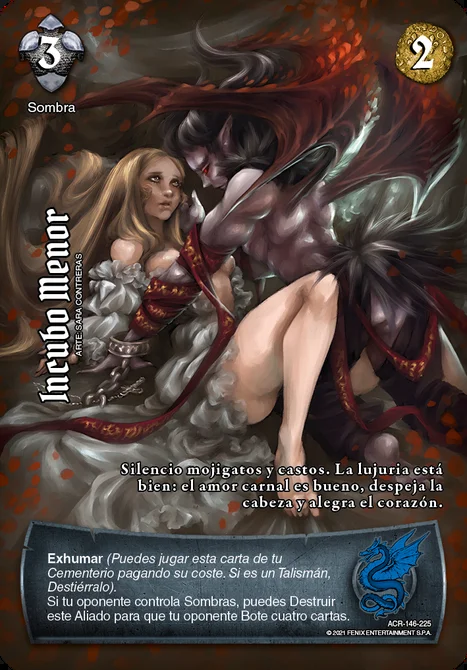 3
2
Sombra
Incubo Menor
ARTE: SARA CONTRERAS
Silencio mojigatos y castos. La lujuria está
bien: el amor carnal es bueno, despeja la
cabeza y alegra el corazón.
Exhumar (Puedes jugar esta carta de tu
Cementerio pagando su coste. Si es un Talismán,
Destiérralo).
Si tu oponente controla Sombras, puedes Destruir
este Aliado para que tu oponente Bote cuatro cartas.
ACR-146-225
© 2021 FENIX ENTERTAINMENT S.P.A.